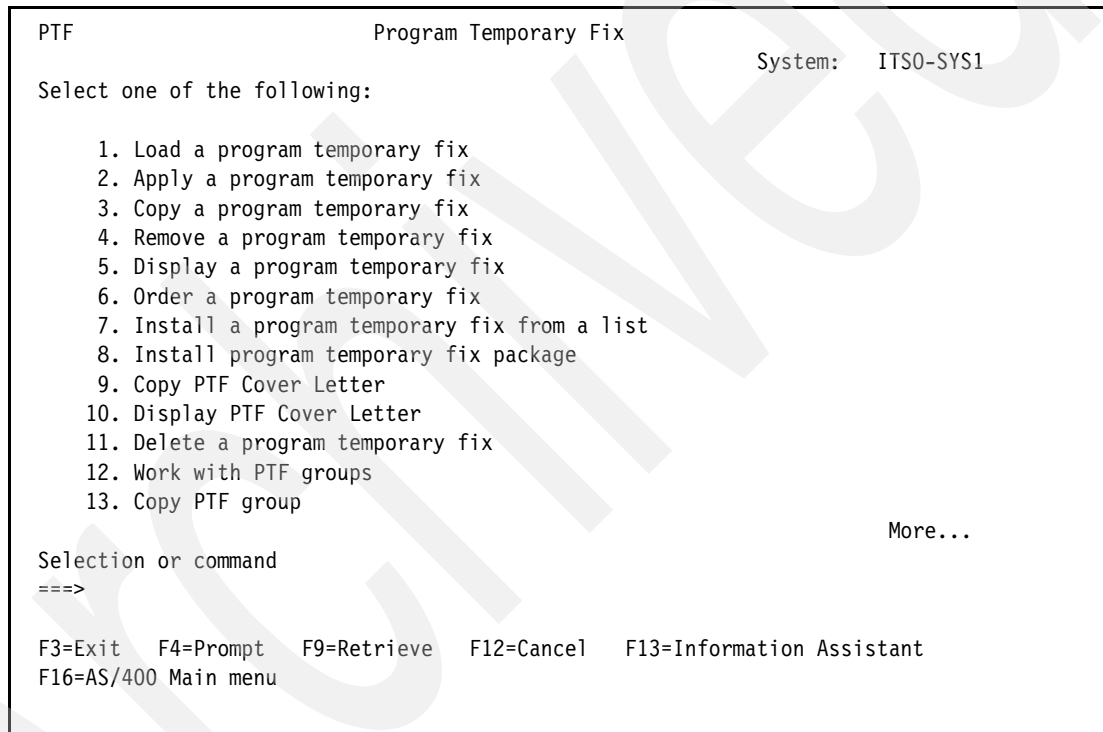 PTF Program Temporary Fix
System: ITSO-SYS1
Select one of the following:
1. Load a program temporary fix
2. Apply a program temporary fix
3. Copy a program temporary fix
4. Remove a program temporary fix
5. Display a program temporary fix
6. Order a program temporary fix
7. Install a program temporary fix from a list
8. Install program temporary fix package
9. Copy PTF Cover Letter
10. Display PTF Cover Letter
11. Delete a program temporary fix
12. Work with PTF groups
13. Copy PTF group
More...
Selection or command
===>
F3=Exit F4=Prompt F9=Retrieve F12=Cancel F13=Information Assistant
F16=AS/400 Main menu